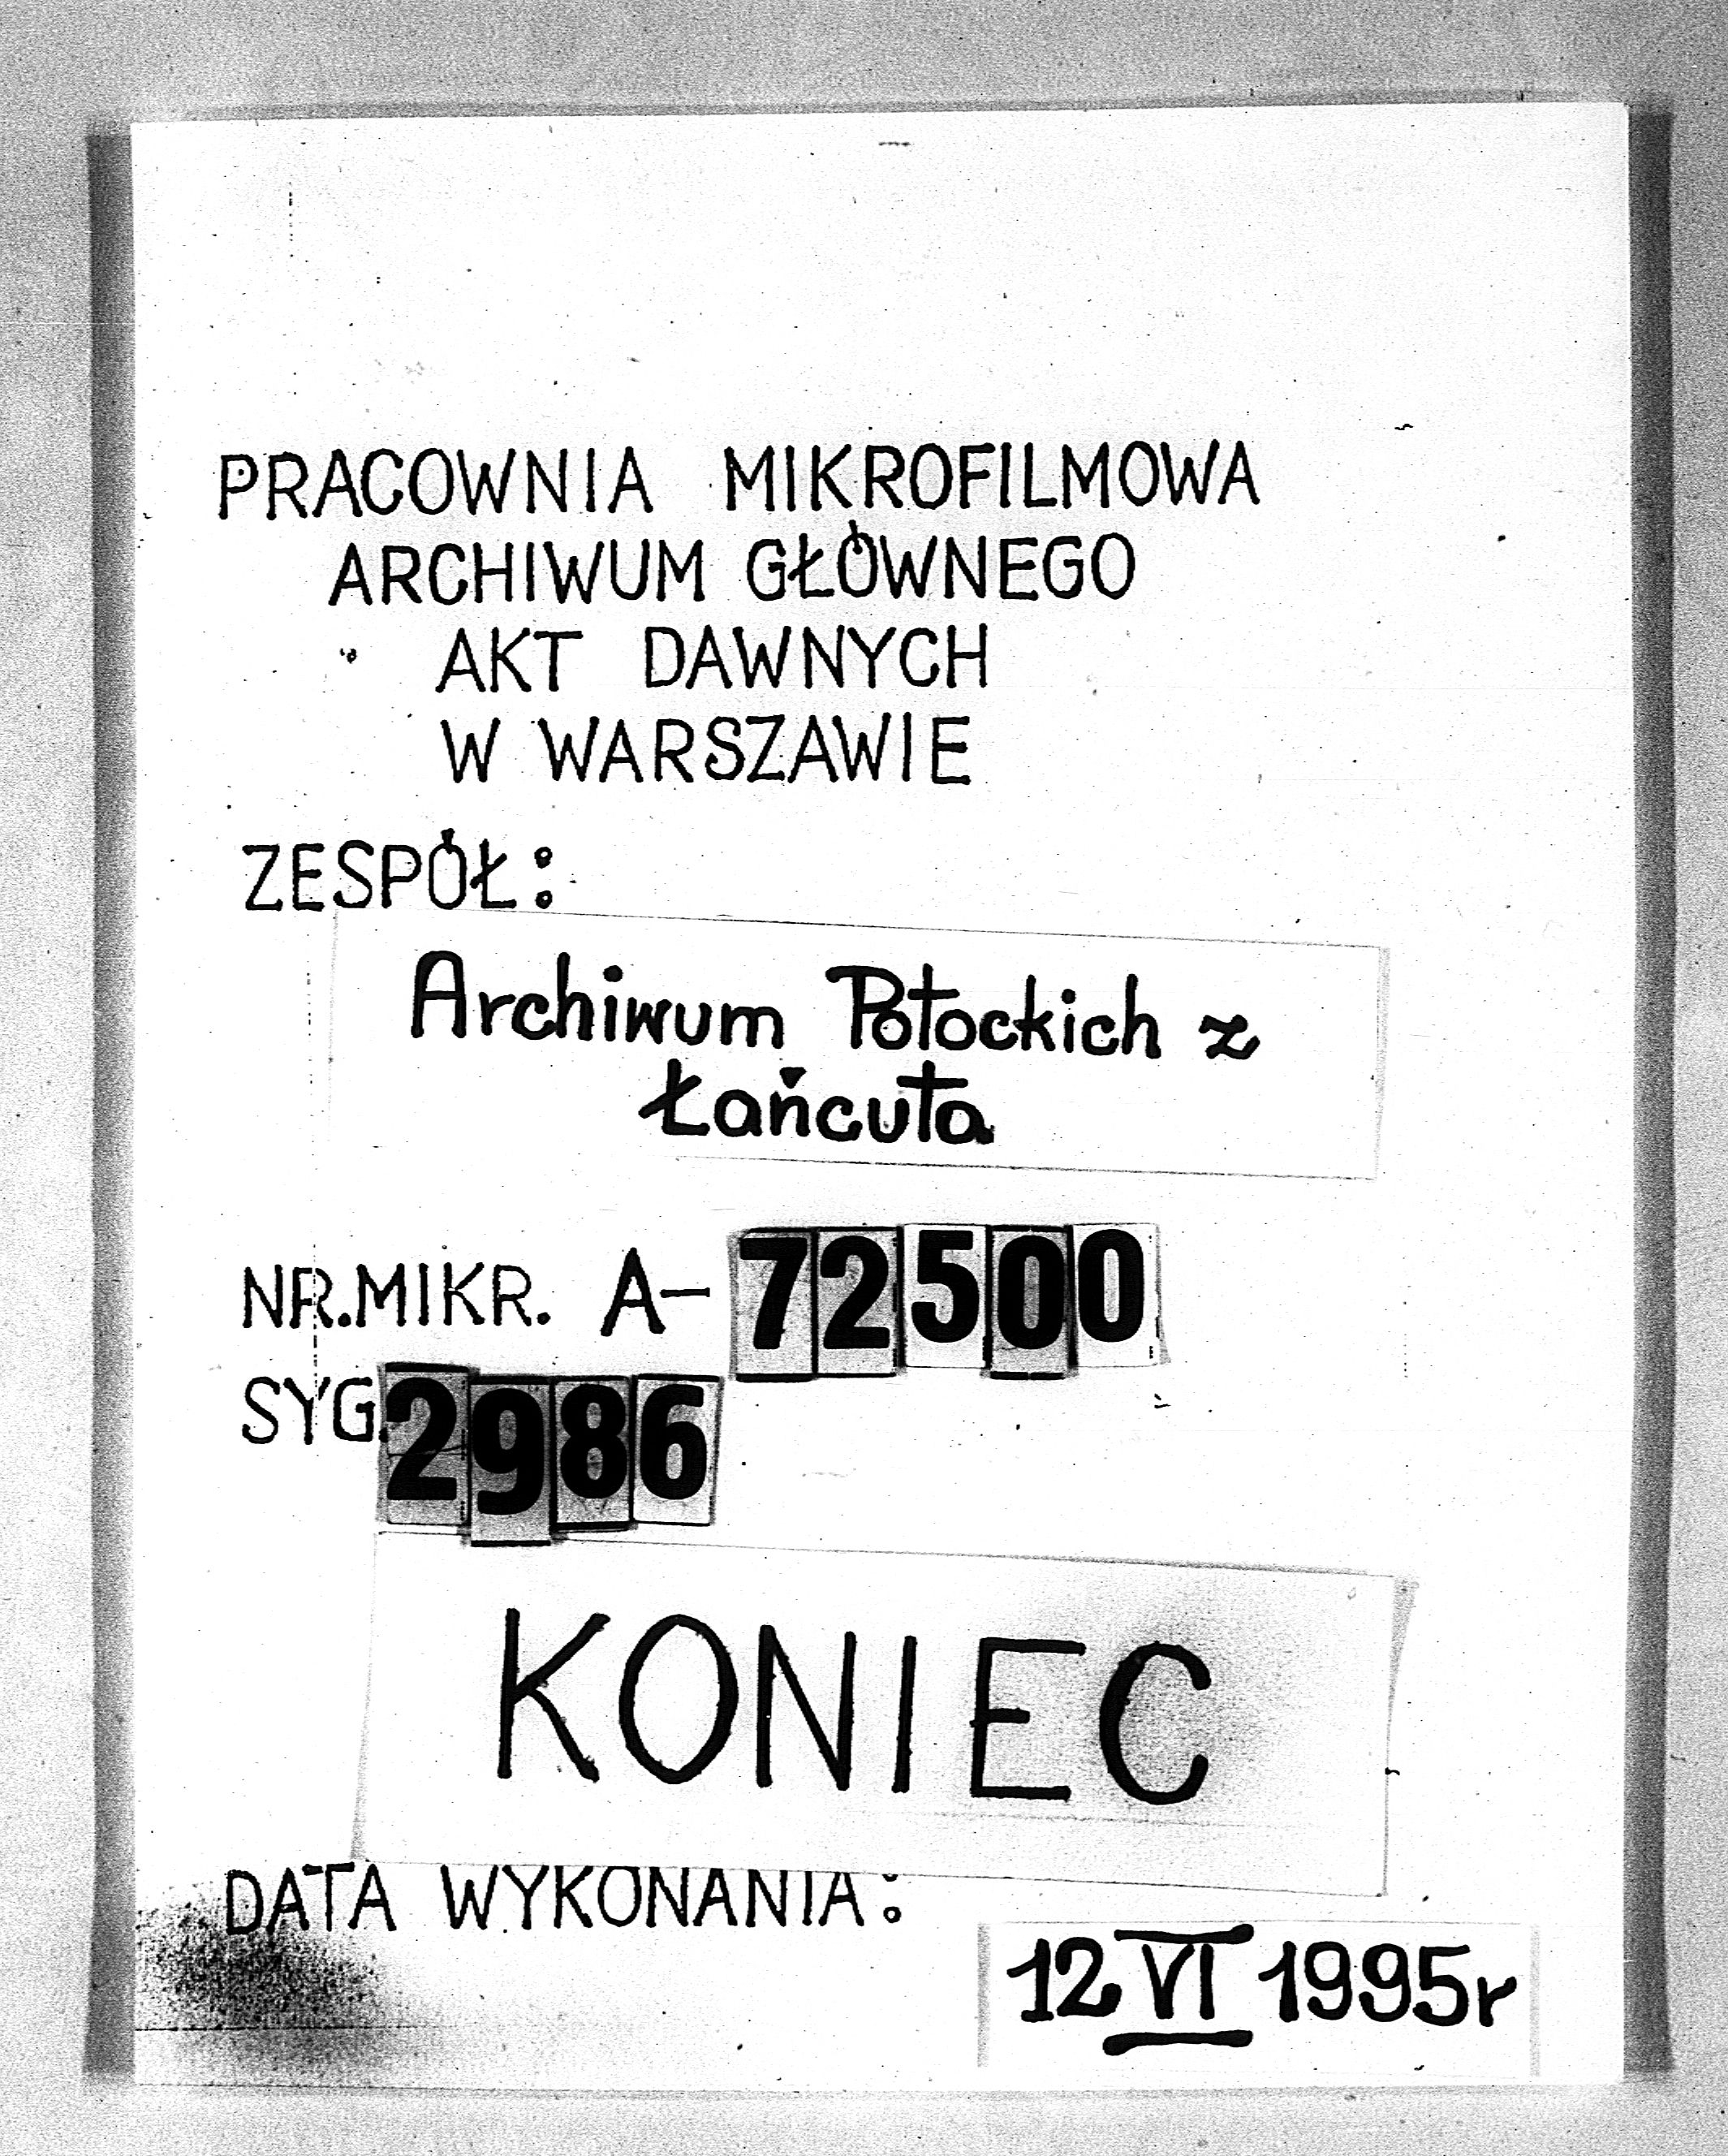 PRACOWNIA MIKROFILMOWA
ARCHIWUM GŁÓWNEGO
AKT DAWNYCH
W WARSZAWIE
ZESPÓŁ:
Archiwum Potockich z
Łańcuta
NR.MIKR. A-72500
SYG.2986
KONIEC
DATA WYKONANIA:
12 VI 1995r